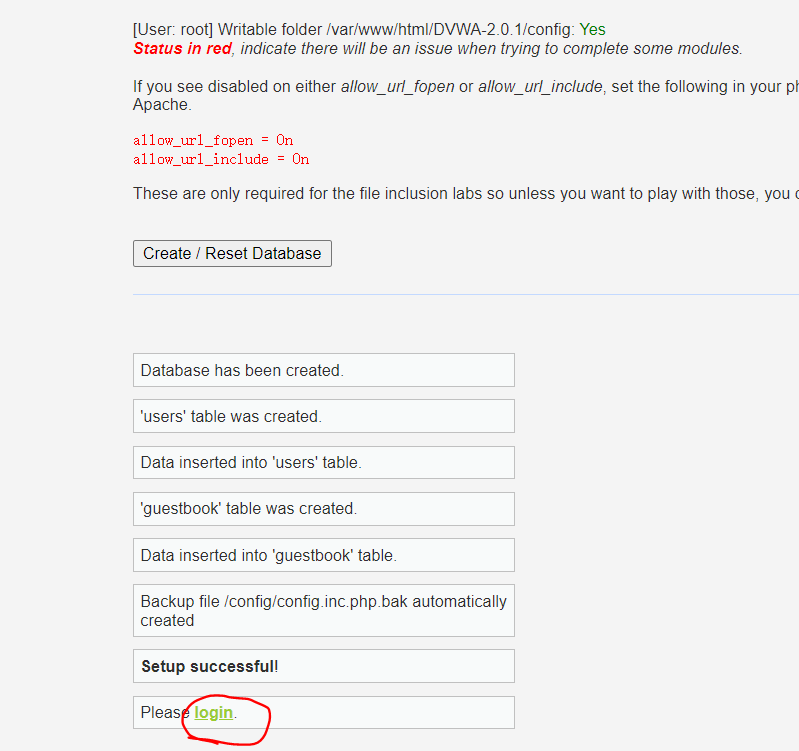 [User: root] Writable folder /var/www/html/DVWA-2.0.1/config: Yes
Status in red, indicate there will be an issue when trying to complete some modules.
If you see disabled on either allow_url_fopen or allow_url_include, set the following in your
Apache.
allow_url_fopen = On
allow_url_include = On
These are only required for the file inclusion labs so unless you want to play with those, you
Create / Reset Database
Database has been created.
'users' table was created.
Data inserted into 'users' table.
'guestbook' table was created.
Data inserted into 'guestbook' table.
Backup file /config/config.inc.php.bak automatically
created
Setup successful!
Please login.